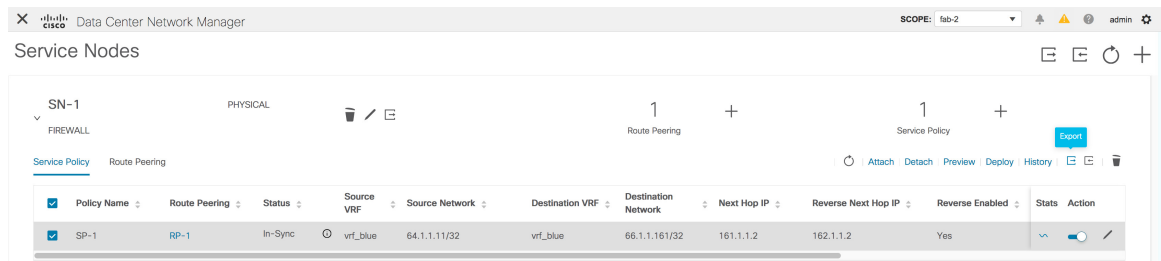 CISCO Data Center Network Manager SCOPE: fab-2 admin
Service Nodes
SN-1 PHYSICAL 1 1
FIREWALL Route Peering Service Policy
Export
Service Policy Route Peering Attach Detach Preview Deploy History
Policy Name Route Peering Status Source VRF Source Network Destination VRF Destination Network Next Hop IP Reverse Next Hop IP Reverse Enabled Stats Action
SP-1 RP-1 In-Sync vrf_blue 64.1.1.11/32 vrf_blue 66.1.1.161/32 161.1.1.2 162.1.1.2 Yes